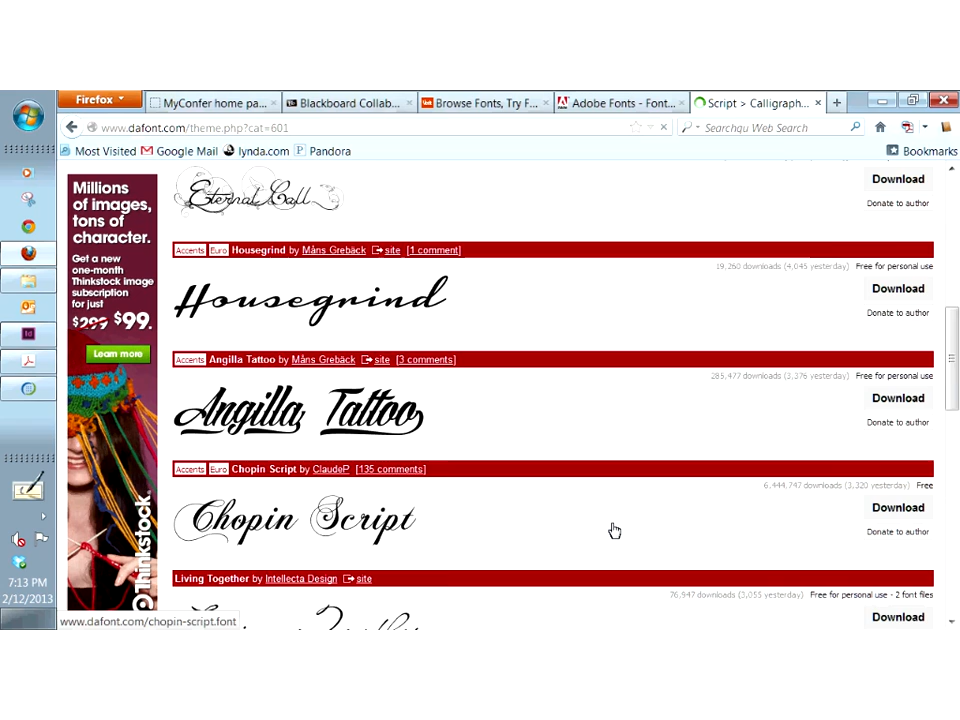 Firefox
MyConfer home pa... ×
Blackboard Collab... ×
Browse Fonts, Try F... ×
Adobe Fonts - Font... ×
Script > Calligraph... ×
www.dafont.com/theme.php?cat=601
Searchqu Web Search
Most Visited Google Mail lynda.com Pandora
Bookmarks
Millions
of images,
tons of
character.
Get a new
one-month
Thinkstock image
subscription
for just
$299 $99.
Learn more
Thinkstock.
Eternal Call
Download
Donate to author
Accents Euro Housegrind by Måns Grebäck site [1 comment]
19,260 downloads (4,045 yesterday) Free for personal use
Housegrind
Download
Donate to author
Accents Angilla Tattoo by Måns Grebäck site [3 comments]
285,477 downloads (3,376 yesterday) Free for personal use
Angilla Tattoo
Download
Donate to author
Accents Euro Chopin Script by ClaudeP [135 comments]
6,444,747 downloads (3,320 yesterday) Free
Chopin Script
Download
Donate to author
Living Together by Intellecta Design site
76,947 downloads (3,055 yesterday) Free for personal use - 2 font files
Download
7:13 PM
2/12/2013
www.dafont.com/chopin-script.font